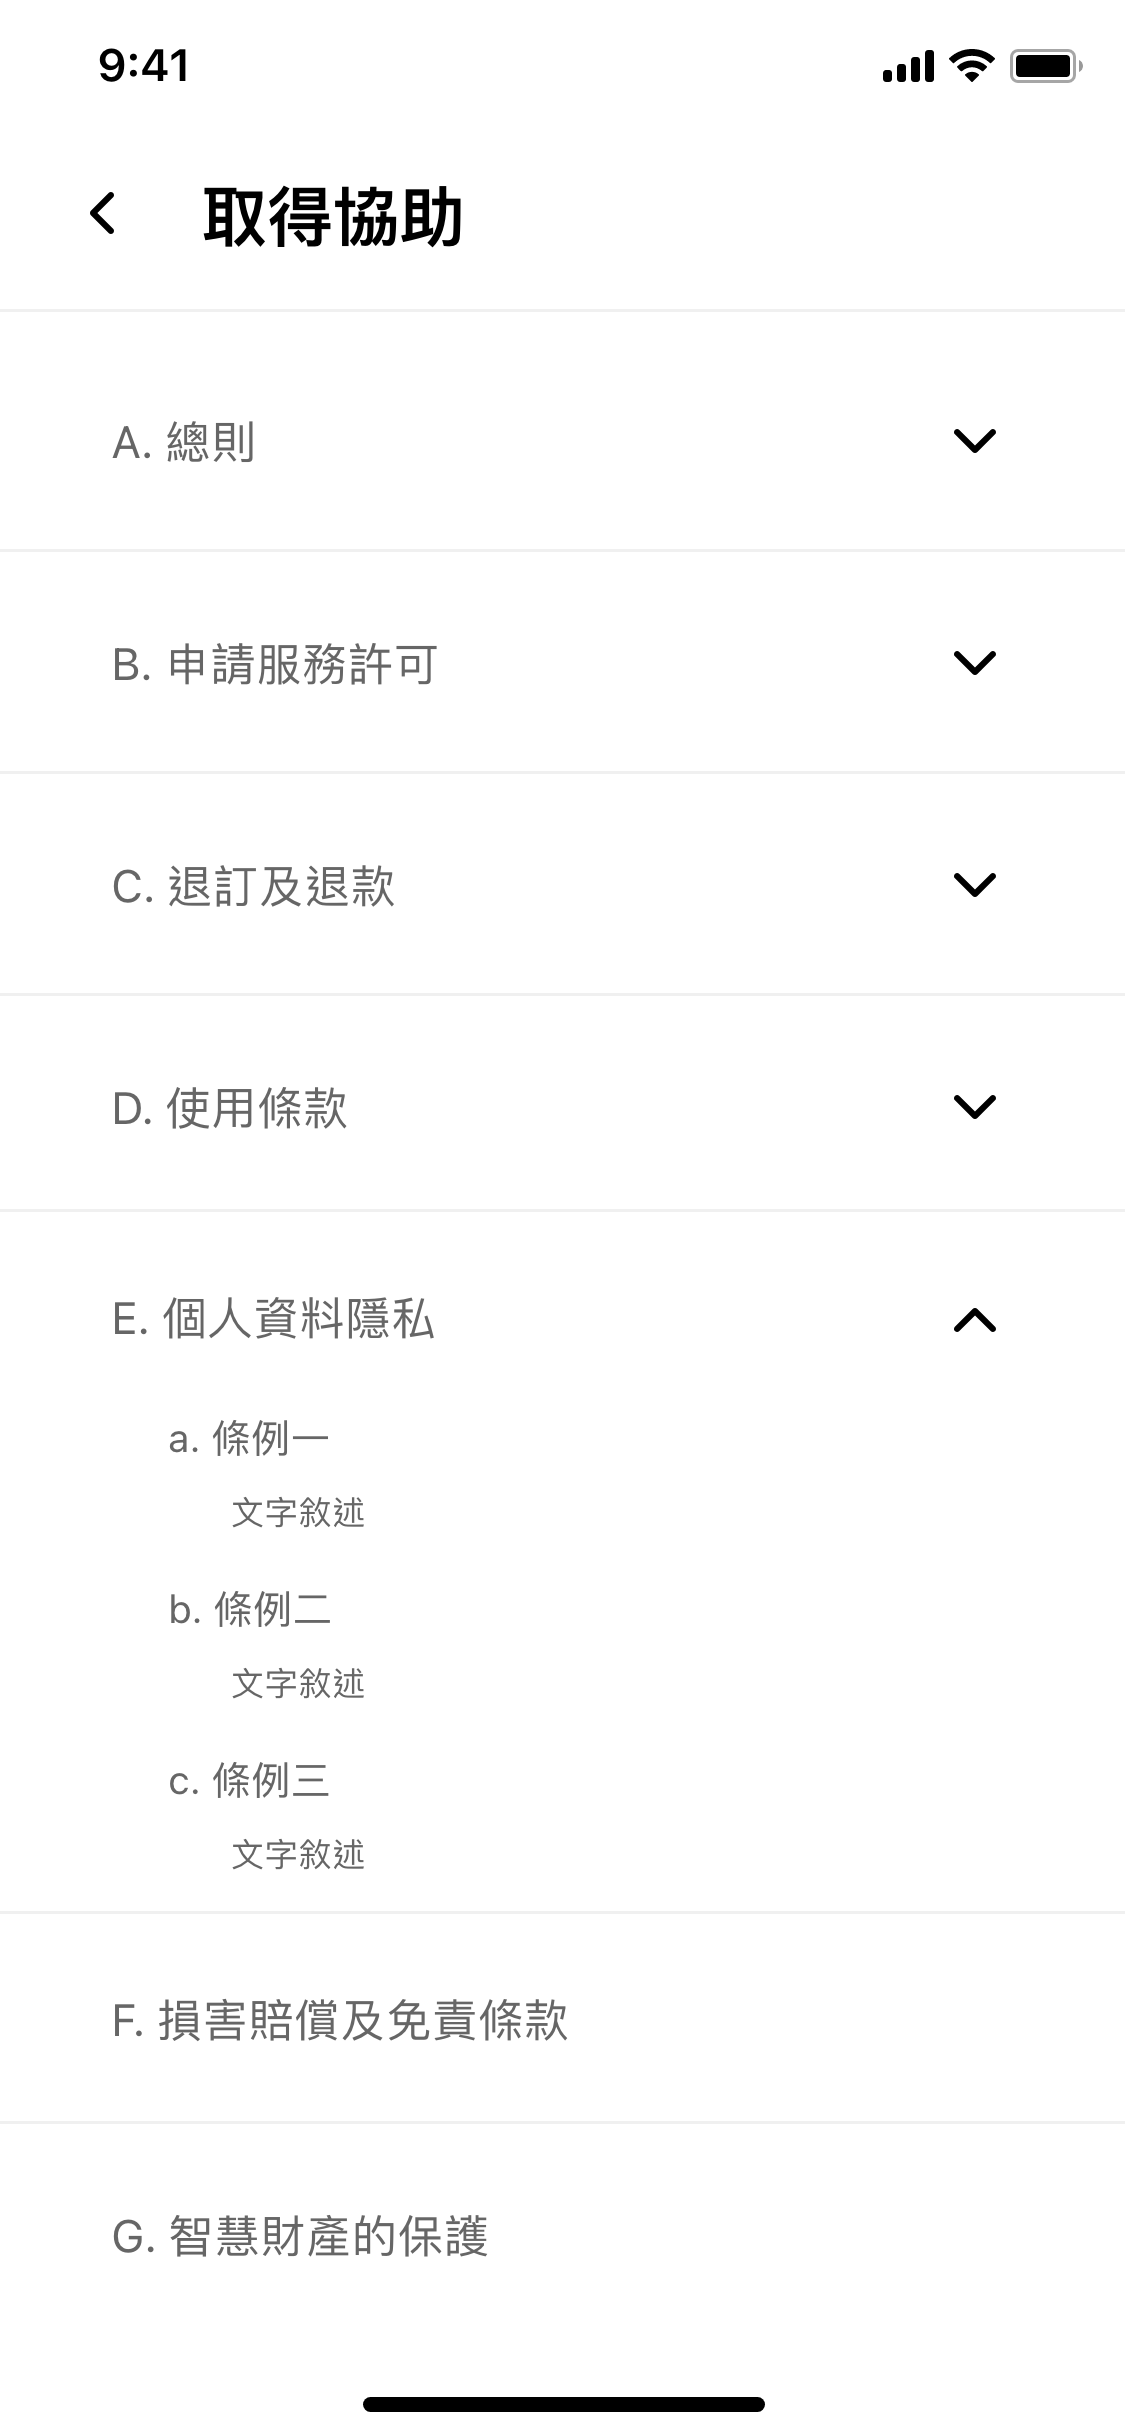 9:41
取得協助
A. 總則
B. 申請服務許可
C. 退訂及退款
D. 使用條款
E. 個人資料隱私
a. 條例一
文字敘述
b. 條例二
文字敘述
c. 條例三
文字敘述
F. 損害賠償及免責條款
G. 智慧財產的保護